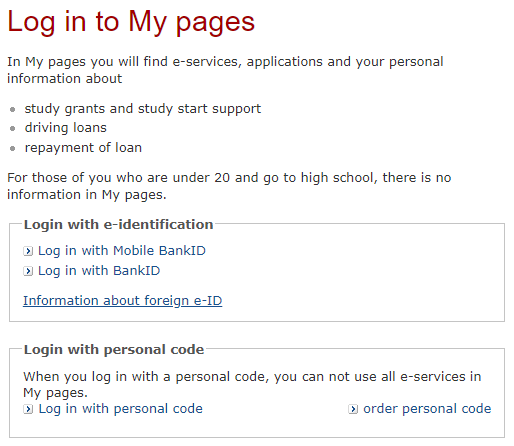 Log in to My pages
In My pages you will find e-services, applications and your personal
information about
study grants and study start support
driving loans
repayment of loan
For those of you who are under 20 and go to high school, there is no
information in My pages.
Login with e-identification
Log in with Mobile BankID
Log in with BankID
Information about foreign e-ID
Login with personal code
When you log in with a personal code, you can not use all e-services in
My pages.
Log in with personal code order personal code